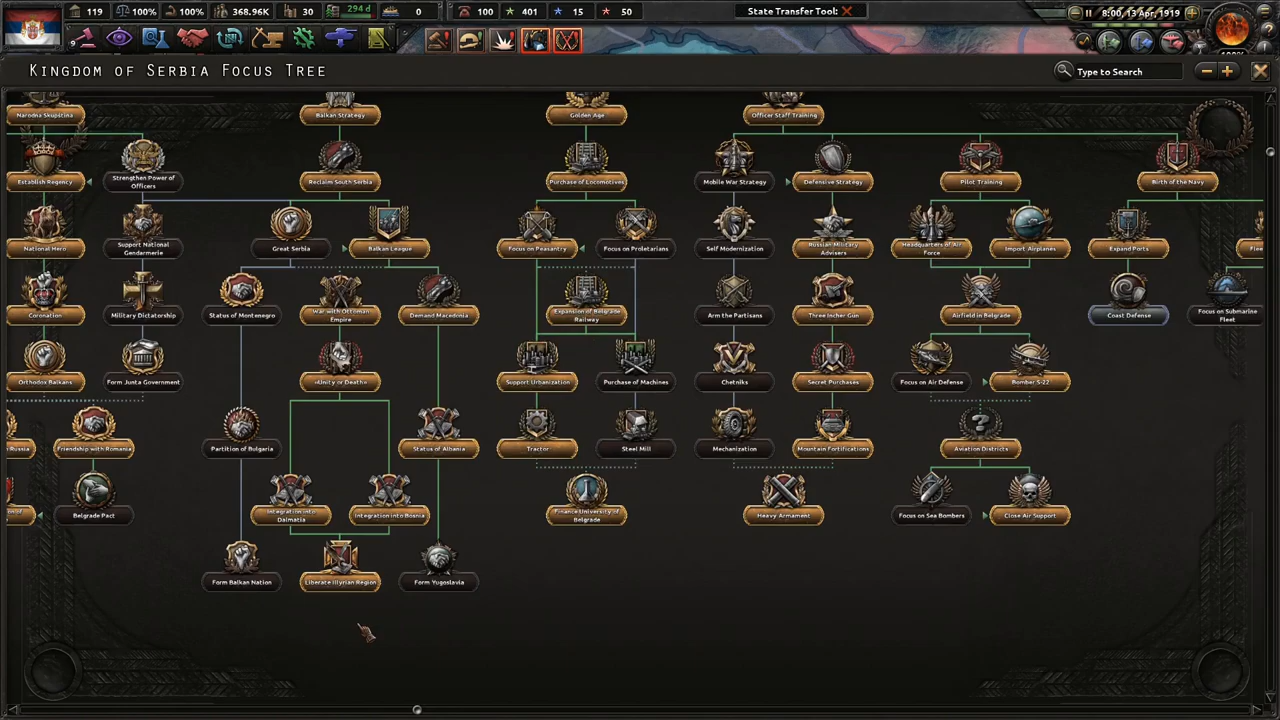 119 100% 100% 368.96K 30 294 d 0 100 401 15 50 State Transfer Tool: 8:00, 13 Apr, 1919
9
100%
Kingdom of Serbia Focus Tree
Type to Search
Narodna Skupština Balkan Strategy Golden Age Officer Staff Training
Establish Regency Strengthen Power of Officers Reclaim South Serbia Purchase of Locomotives Mobile War Strategy Defensive Strategy Pilot Training Birth of the Navy
National Hero Support National Gendarmerie Great Serbia Balkan League Focus on Peasantry Focus on Proletarians Self Modernization Russian Military Advisers Headquarters of Air Force Import Airplanes Expand Ports Flee
Coronation Military Dictatorship Status of Montenegro War with Ottoman Empire Demand Macedonia Expansion of Belgrade Railway Arm the Partisans Three Incher Gun Airfield in Belgrade Coast Defense Focus on Submarine Fleet
Orthodox Balkans Form Junta Government »Unity or Death« Support Urbanization Purchase of Machines Chetniks Secret Purchases Focus on Air Defense Bomber S-22
Russia Friendship with Romania Partition of Bulgaria Status of Albania Tractor Steel Mill Mechanization Mountain Fortifications Aviation Districts
of Belgrade Pact Integration into Dalmatia Integration into Bosnia Finance University of Belgrade Heavy Armament Focus on Sea Bombers Close Air Support
Form Balkan Nation Liberate Illyrian Region Form Yugoslavia